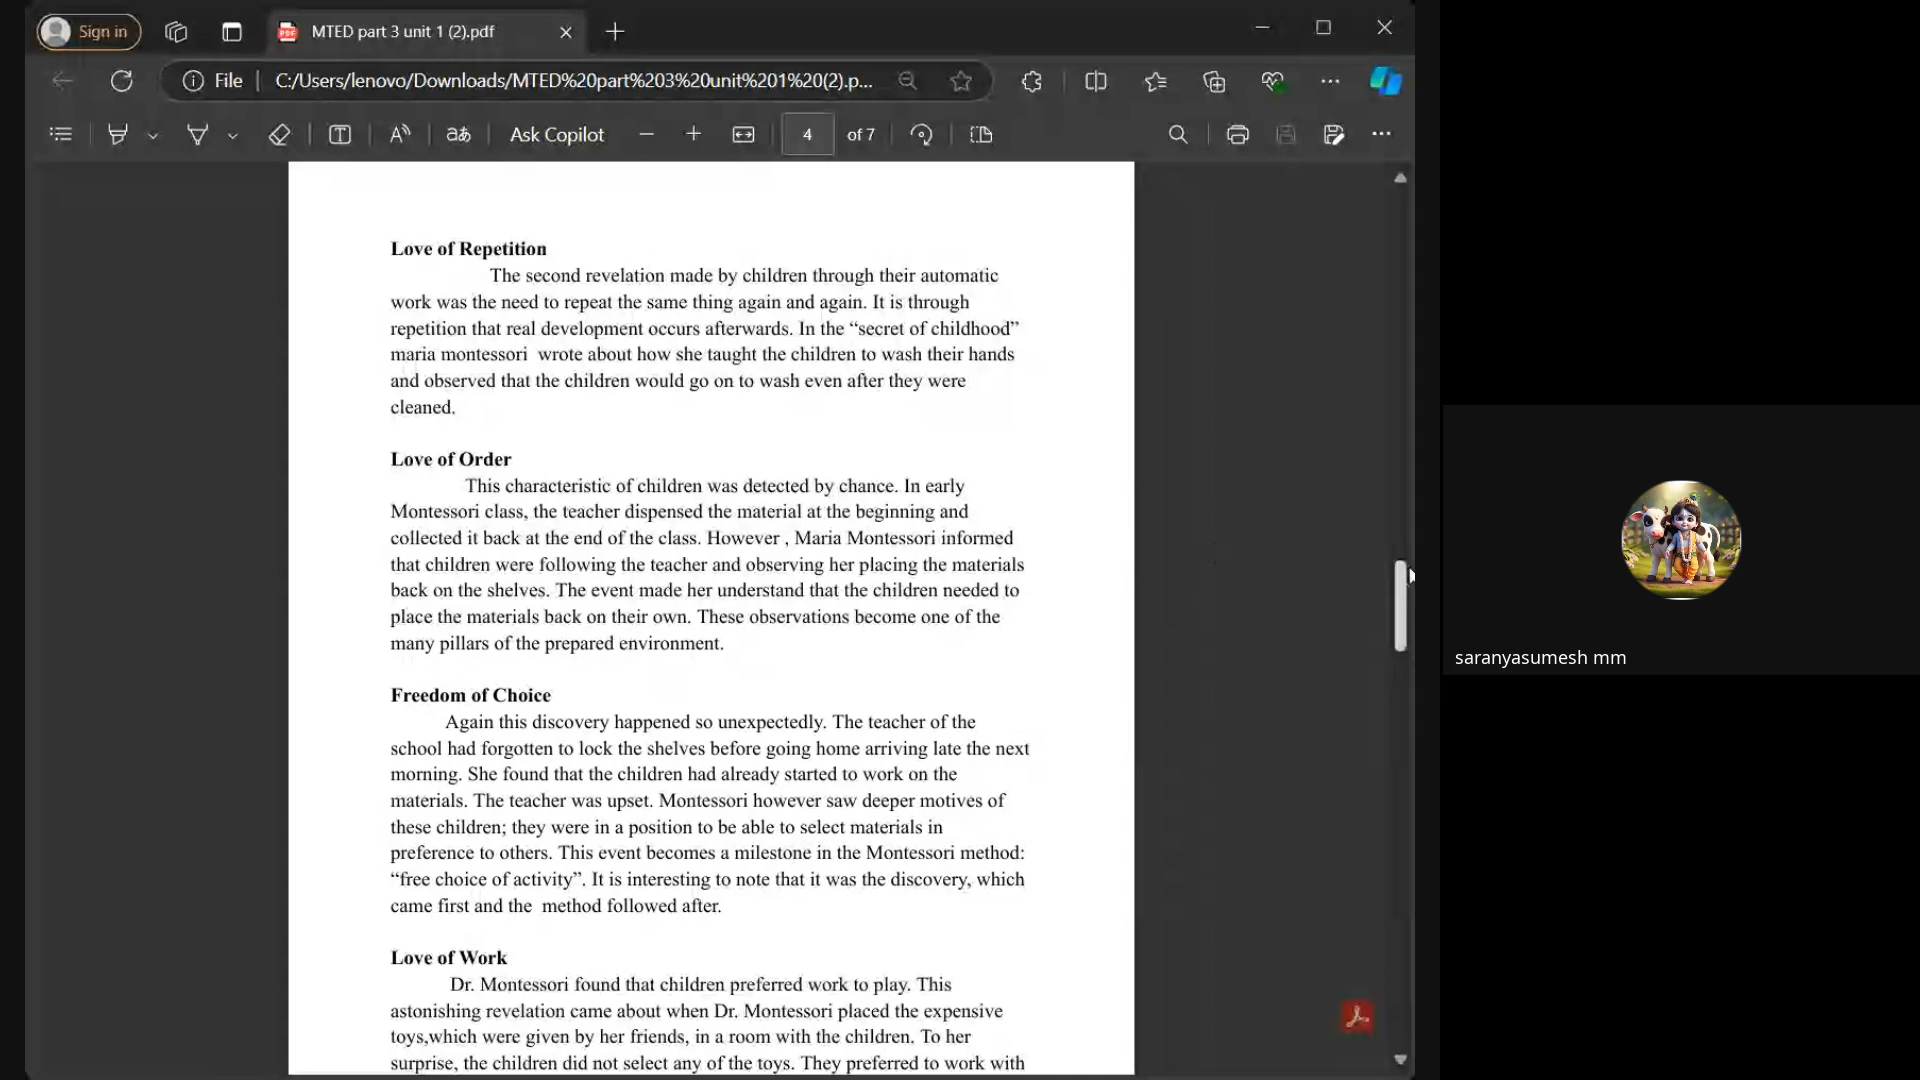 Sign in
MTED part 3 unit 1 (2).pdf
File
C:/Users/lenovo/Downloads/MTED%20part%203%20unit%201%20(2).p...
Ask Copilot
4
of 7
Love of Repetition
The second revelation made by children through their automatic
work was the need to repeat the same thing again and again. It is through
repetition that real development occurs afterwards. In the “secret of childhood”
maria montessori wrote about how she taught the children to wash their hands
and observed that the children would go on to wash even after they were
cleaned.
Love of Order
This characteristic of children was detected by chance. In early
Montessori class, the teacher dispensed the material at the beginning and
collected it back at the end of the class. However , Maria Montessori informed
that children were following the teacher and observing her placing the materials
back on the shelves. The event made her understand that the children needed to
place the materials back on their own. These observations become one of the
many pillars of the prepared environment.
Freedom of Choice
Again this discovery happened so unexpectedly. The teacher of the
school had forgotten to lock the shelves before going home arriving late the next
morning. She found that the children had already started to work on the
materials. The teacher was upset. Montessori however saw deeper motives of
these children; they were in a position to be able to select materials in
preference to others. This event becomes a milestone in the Montessori method:
“free choice of activity”. It is interesting to note that it was the discovery, which
came first and the method followed after.
Love of Work
Dr. Montessori found that children preferred work to play. This
astonishing revelation came about when Dr. Montessori placed the expensive
toys,which were given by her friends, in a room with the children. To her
surprise, the children did not select any of the toys. They preferred to work with
saranyasumesh mm